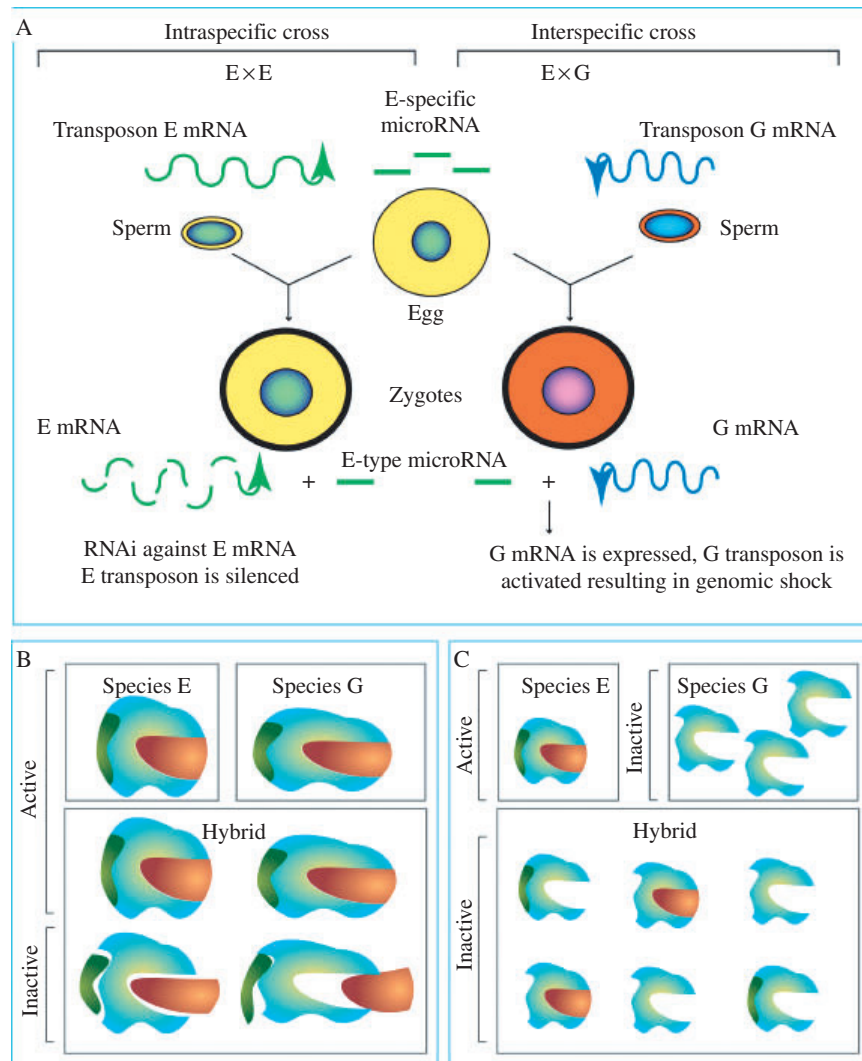 A
Intraspecific cross
Interspecific cross
E×E
E×G
E-specific
microRNA
Transposon E mRNA
Transposon G mRNA
Sperm
Sperm
Egg
Zygotes
E mRNA
G mRNA
E-type microRNA
+
+
RNAi against E mRNA
E transposon is silenced
G mRNA is expressed, G transposon is
activated resulting in genomic shock
B
Species E
Species G
Active
Hybrid
Inactive
C
Species E
Species G
Active
Inactive
Hybrid
Inactive